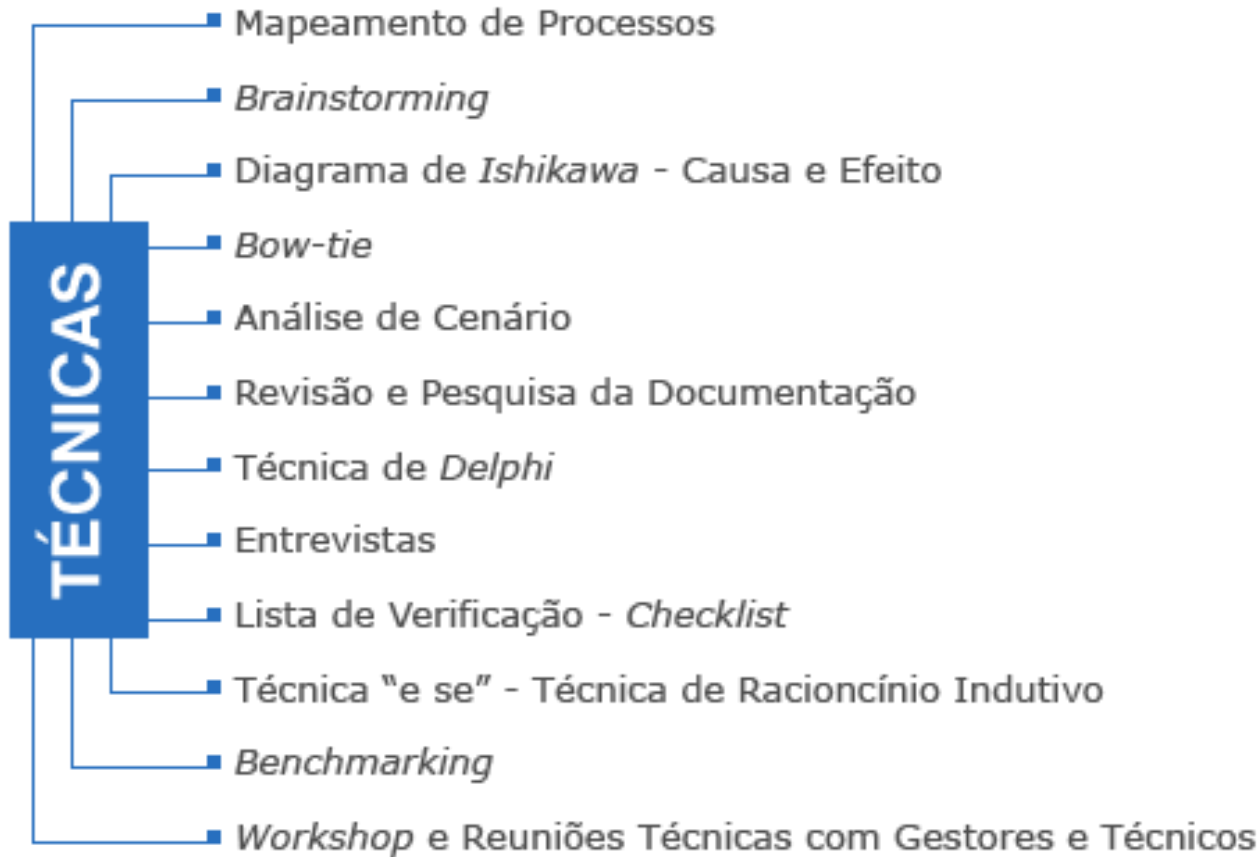 Mapeamento de Processos
Brainstorming
Diagrama de Ishikawa - Causa e Efeito
Bow-tie
Análise de Cenário
Revisão e Pesquisa da Documentação
Técnica de Delphi
Entrevistas
Lista de Verificação - Checklist
Técnica “e se” - Técnica de Racioncínio Indutivo
Benchmarking
Workshop e Reuniões Técnicas com Gestores e Técnicos
TÉCNICAS